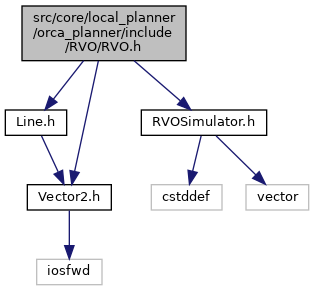 src/core/local_planner
/orca_planner/include
/RVO/RVO.h
Line.h
RVOSimulator.h
Vector2.h
cstddef
vector
iosfwd